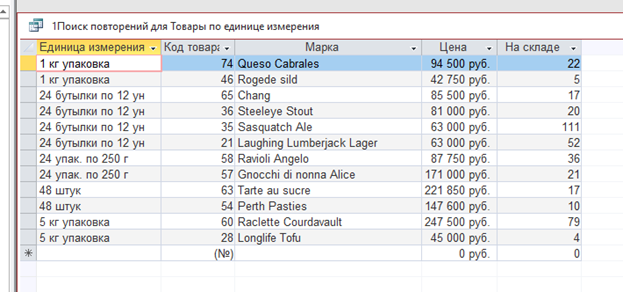 1Поиск повторений для Товары по единице измерения
Единица измерения Код товара Марка Цена На складе
1 кг упаковка 74 Queso Cabrales 94 500 руб. 22
1 кг упаковка 46 Rogede sild 42 750 руб. 5
24 бутылки по 12 ун 65 Chang 85 500 руб. 17
24 бутылки по 12 ун 36 Steeleye Stout 81 000 руб. 20
24 бутылки по 12 ун 35 Sasquatch Ale 63 000 руб. 111
24 бутылки по 12 ун 21 Laughing Lumberjack Lager 63 000 руб. 52
24 упак. по 250 г 58 Ravioli Angelo 87 750 руб. 36
24 упак. по 250 г 57 Gnocchi di nonna Alice 171 000 руб. 21
48 штук 63 Tarte au sucre 221 850 руб. 17
48 штук 54 Perth Pasties 147 600 руб. 10
5 кг упаковка 60 Raclette Courdavault 247 500 руб. 79
5 кг упаковка 28 Longlife Tofu 45 000 руб. 4
(№) 0 руб. 0